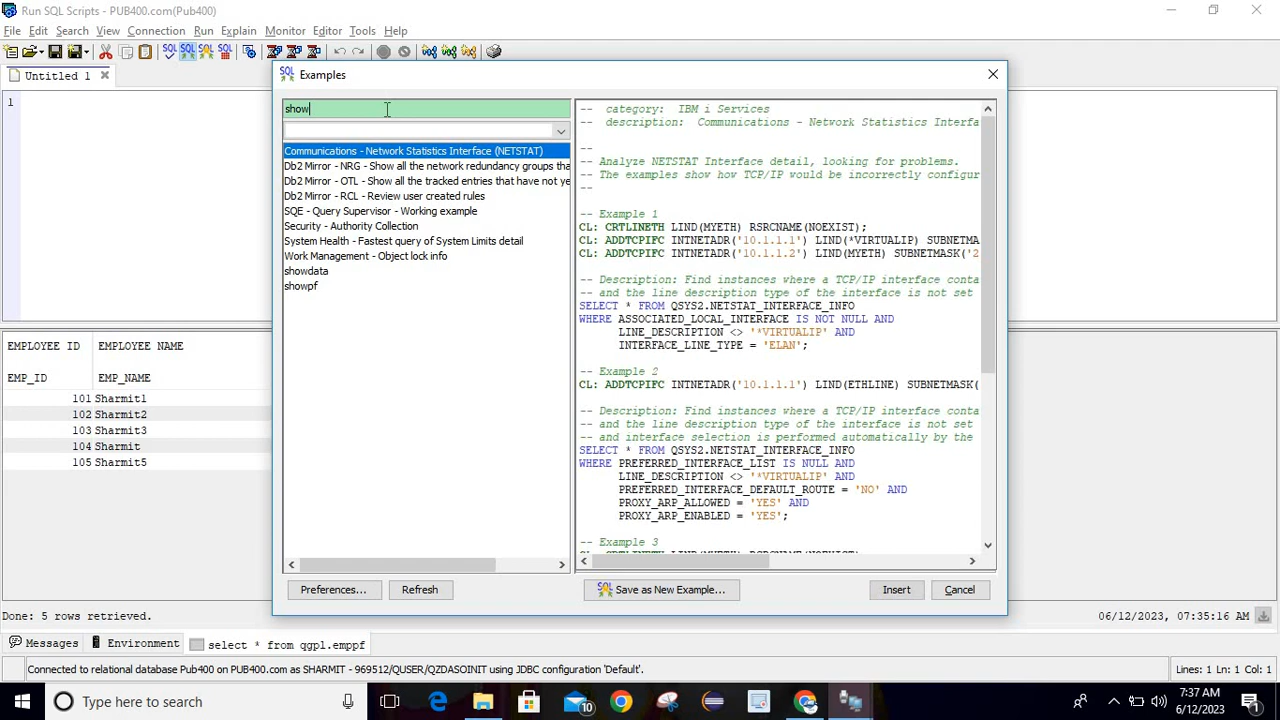 Run SQL Scripts - PUB400.com(Pub400)
File Edit Search View Connection Run Explain Monitor Editor Tools Help
Untitled 1
1
SQL Examples
show
Communications - Network Statistics Interface (NETSTAT)
Db2 Mirror - NRG - Show all the network redundancy groups tha
Db2 Mirror - OTL - Show all the tracked entries that have not ye
Db2 Mirror - RCL - Review user created rules
SQE - Query Supervisor - Working example
Security - Authority Collection
System Health - Fastest query of System Limits detail
Work Management - Object lock info
showdata
showpf
-- category: IBM i Services
-- description: Communications - Network Statistics Interfa
--
-- Analyze NETSTAT Interface detail, looking for problems.
-- The examples show how TCP/IP would be incorrectly configur
--
-- Example 1
CL: CRTLINETH LIND(MYETH) RSRCNAME(NOEXIST);
CL: ADDTCPIFC INTNETADR('10.1.1.1') LIND(*VIRTUALIP) SUBNETMA
CL: ADDTCPIFC INTNETADR('10.1.1.2') LIND(MYETH) SUBNETMASK('2
-- Description: Find instances where a TCP/IP interface conta
-- and the line description type of the interface is not set
SELECT * FROM QSYS2.NETSTAT_INTERFACE_INFO
WHERE ASSOCIATED_LOCAL_INTERFACE IS NOT NULL AND
LINE_DESCRIPTION <> '*VIRTUALIP' AND
INTERFACE_LINE_TYPE = 'ELAN';
-- Example 2
CL: ADDTCPIFC INTNETADR('10.1.1.1') LIND(ETHLINE) SUBNETMASK(
-- Description: Find instances where a TCP/IP interface conta
-- and the line description type of the interface is not set
-- and interface selection is performed automatically by the
SELECT * FROM QSYS2.NETSTAT_INTERFACE_INFO
WHERE PREFERRED_INTERFACE_LIST IS NULL AND
LINE_DESCRIPTION <> '*VIRTUALIP' AND
PREFERRED_INTERFACE_DEFAULT_ROUTE = 'NO' AND
PROXY_ARP_ALLOWED = 'YES' AND
PROXY_ARP_ENABLED = 'YES';
-- Example 3
Preferences... Refresh SQL Save as New Example... Insert Cancel
EMPLOYEE ID EMPLOYEE NAME
EMP_ID EMP_NAME
101 Sharmit1
102 Sharmit2
103 Sharmit3
104 Sharmit
105 Sharmit5
Done: 5 rows retrieved. 06/12/2023, 07:35:16 AM
Messages Environment select * from qgpl.emppf
Connected to relational database Pub400 on PUB400.com as SHARMIT - 969512/QUSER/QZDASOINIT using JDBC configuration 'Default'. Lines: 1 Ln: 1 Col: 1
Type here to search 10 7:37 AM
6/12/2023 1